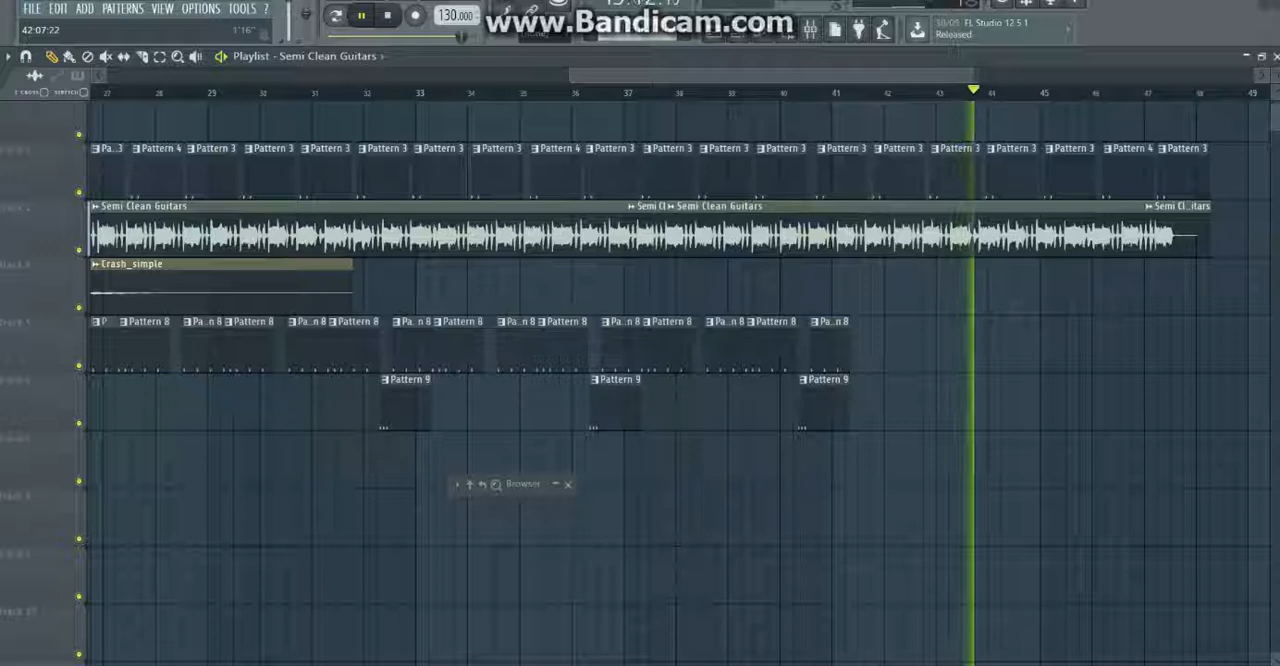 FILE EDIT ADD PATTERNS VIEW OPTIONS TOOLS ?
130.000
www.Bandicam.com
42:07:22
1'16"
30/09 FL Studio 12.5.1
Released
Playlist - Semi Clean Guitars
27 28 29 30 31 32 33 34 35 36 37 38 39 40 41 42 43 44 45 46 47 48 49
Pa..3 Pattern 4 Pattern 3 Pattern 3 Pattern 3 Pattern 3 Pattern 3 Pattern 3 Pattern 4 Pattern 3 Pattern 3 Pattern 3 Pattern 3 Pattern 3 Pattern 3 Pattern 3 Pattern 3 Pattern 3 Pattern 4 Pattern 3
Semi Clean Guitars Semi Cl Semi Clean Guitars Semi Cl..itars
Crash_simple
P Pattern 8 Pa..n 8 Pattern 8 Pa..n 8 Pattern 8 Pa..n 8 Pattern 8 Pa..n 8 Pattern 8 Pa..n 8 Pattern 8 Pa..n 8 Pattern 8 Pa..n 8
Pattern 9 Pattern 9 Pattern 9
Browser